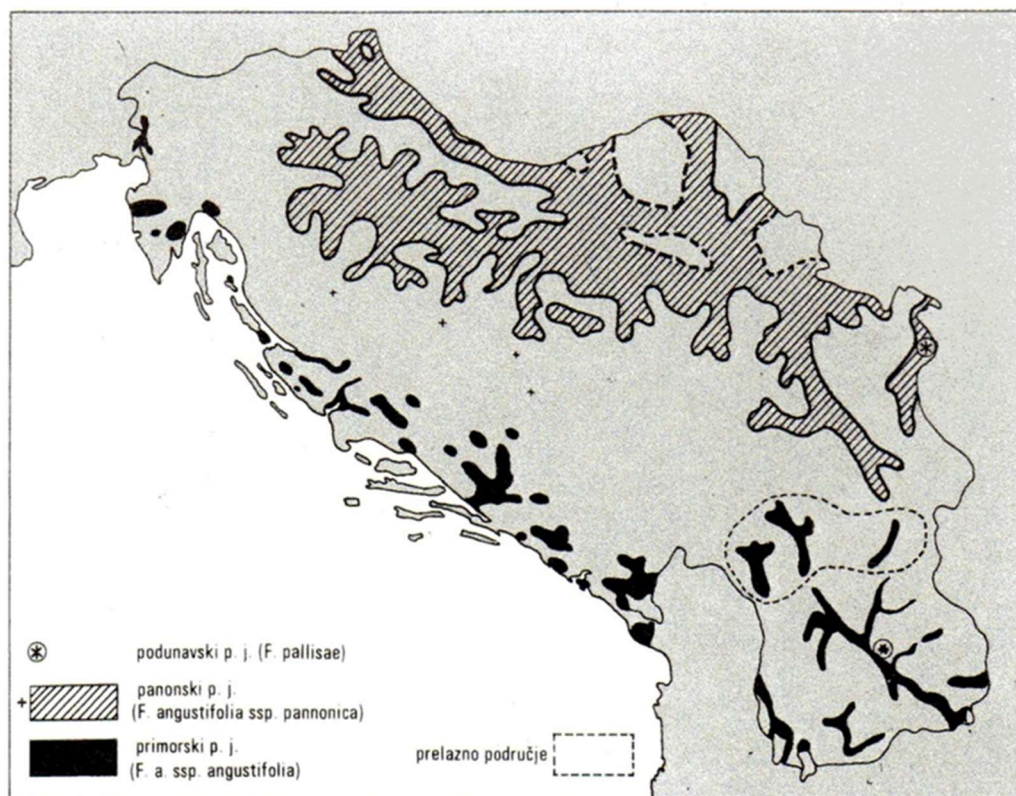 podunavski p. j. (F. pallisae)
panonski p. j.
(F. angustifolia ssp. pannonica)
primorski p. j.
(F. a. ssp. angustifolia)
prelazno područje